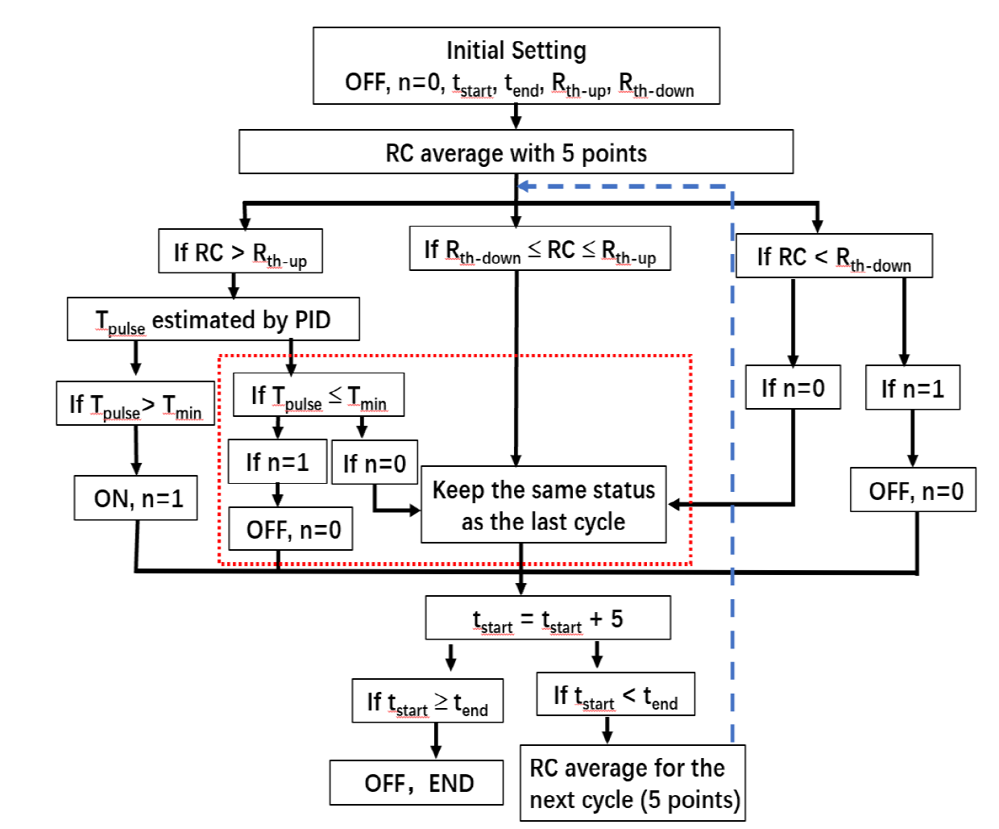 Initial Setting
OFF, n=0, tstart, tend, Rth-up, Rth-down
RC average with 5 points
If RC > Rth-up
If Rth-down ≤ RC ≤ Rth-up
If RC < Rth-down
Tpulse estimated by PID
If Tpulse> Tmin
If Tpulse ≤ Tmin
If n=0
If n=1
If n=1
If n=0
ON, n=1
OFF, n=0
Keep the same status
as the last cycle
OFF, n=0
tstart = tstart + 5
If tstart ≥ tend
If tstart < tend
OFF, END
RC average for the
next cycle (5 points)